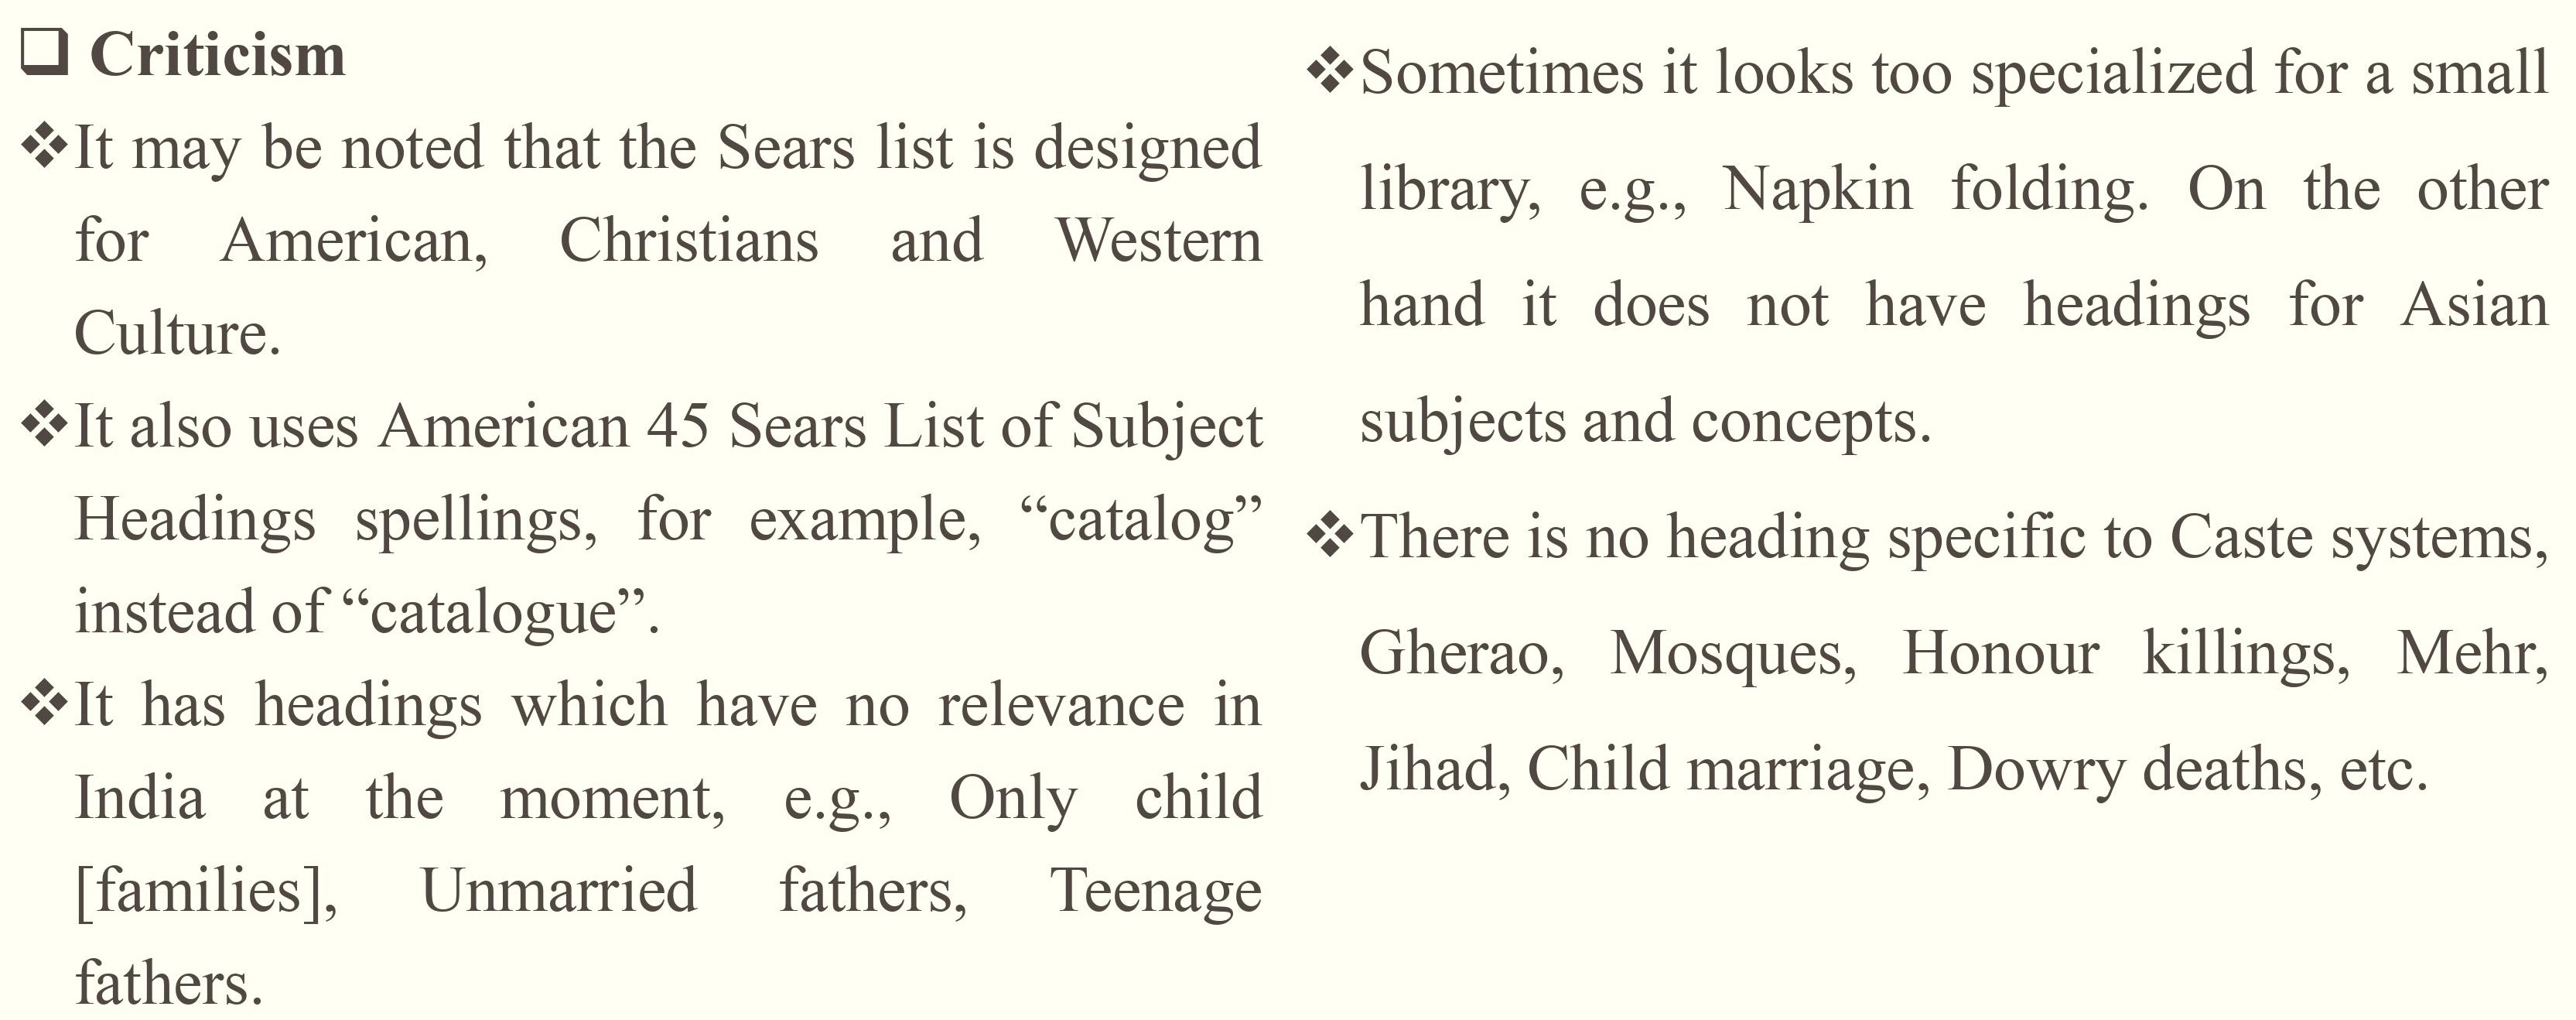 ❑ Criticism
❖It may be noted that the Sears list is designed
for American, Christians and Western
Culture.
❖It also uses American 45 Sears List of Subject
Headings spellings, for example, “catalog”
instead of “catalogue”.
❖It has headings which have no relevance in
India at the moment, e.g., Only child
[families], Unmarried fathers, Teenage
fathers.
❖Sometimes it looks too specialized for a small
library, e.g., Napkin folding. On the other
hand it does not have headings for Asian
subjects and concepts.
❖There is no heading specific to Caste systems,
Gherao, Mosques, Honour killings, Mehr,
Jihad, Child marriage, Dowry deaths, etc.